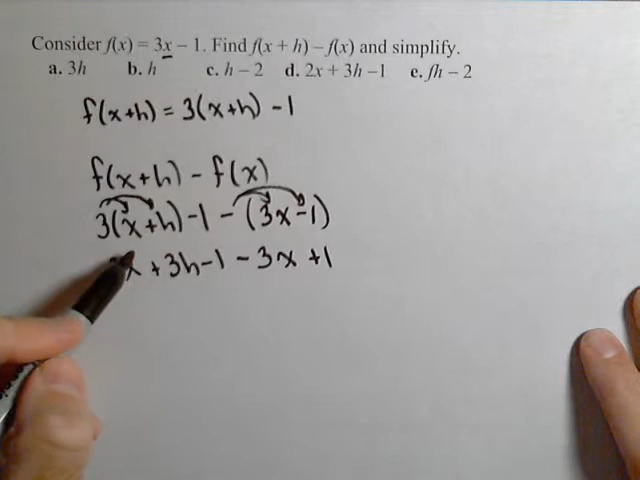 Consider f(x) = 3x − 1. Find f(x + h) − f(x) and simplify.
a. 3h b. h c. h − 2 d. 2x + 3h −1 e. fh − 2
f(x+h) = 3(x+h) -1
f(x+h) - f(x)
3(x+h)-1 -(3x-1)
x +3h-1 -3x +1